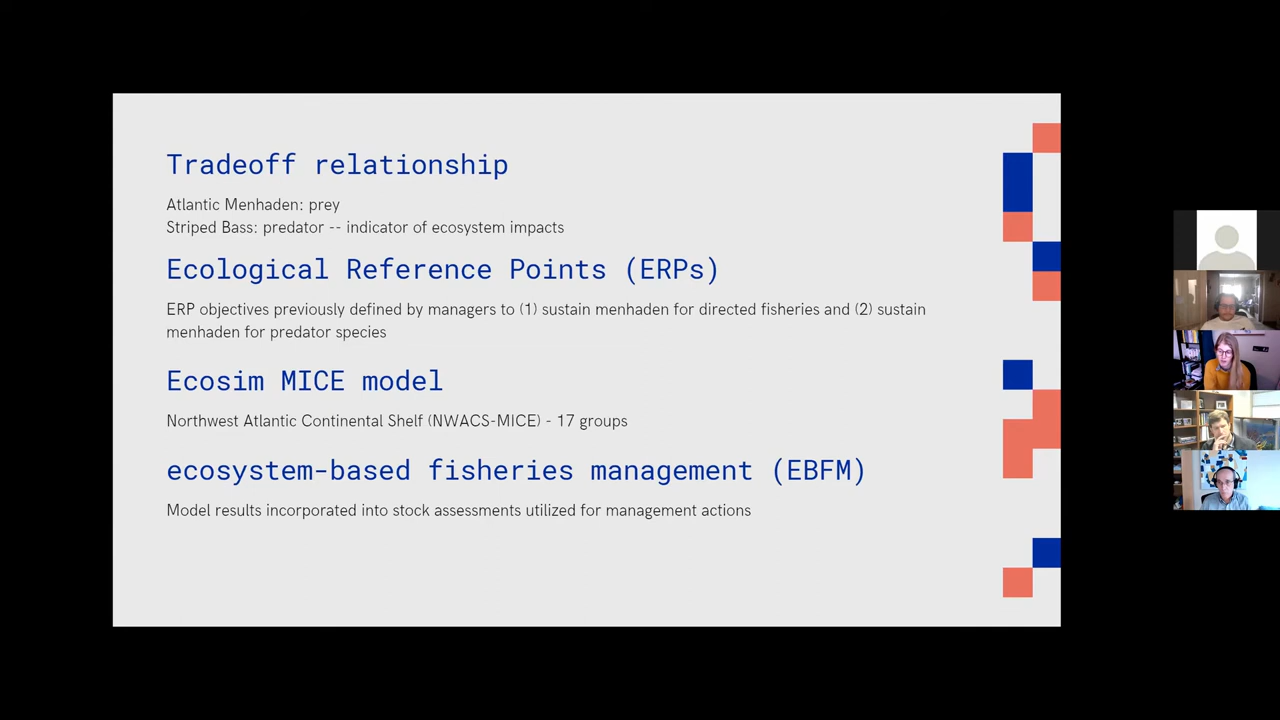 Tradeoff relationship
Atlantic Menhaden: prey
Striped Bass: predator -- indicator of ecosystem impacts
Ecological Reference Points (ERPs)
ERP objectives previously defined by managers to (1) sustain menhaden for directed fisheries and (2) sustain
menhaden for predator species
Ecosim MICE model
Northwest Atlantic Continental Shelf (NWACS-MICE) - 17 groups
ecosystem-based fisheries management (EBFM)
Model results incorporated into stock assessments utilized for management actions